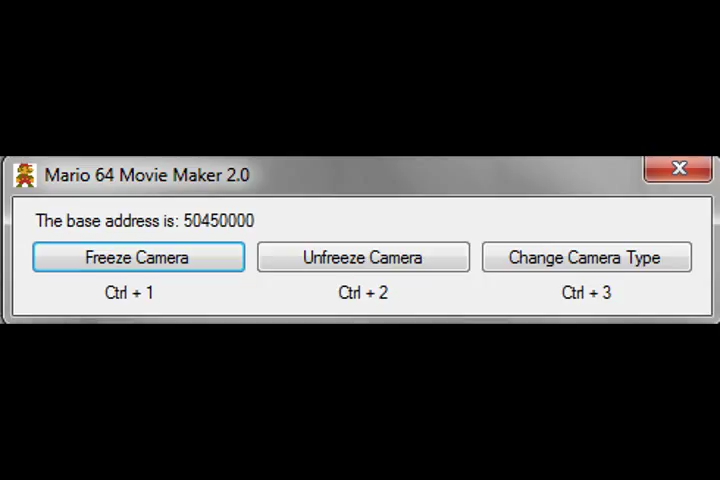 Mario 64 Movie Maker 2.0
The base address is: 50450000
Freeze Camera Unfreeze Camera Change Camera Type
Ctrl + 1 Ctrl + 2 Ctrl + 3